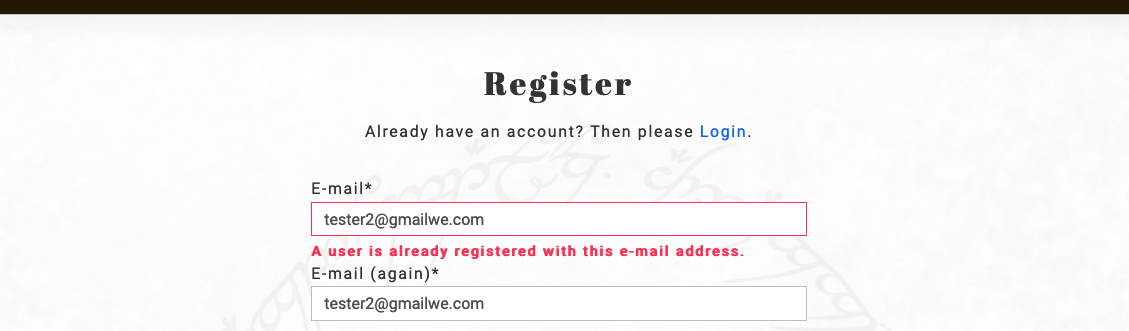 Register
Already have an account? Then please Login.
E-mail*
tester2@gmailwe.com
A user is already registered with this e-mail address.
E-mail (again)*
tester2@gmailwe.com